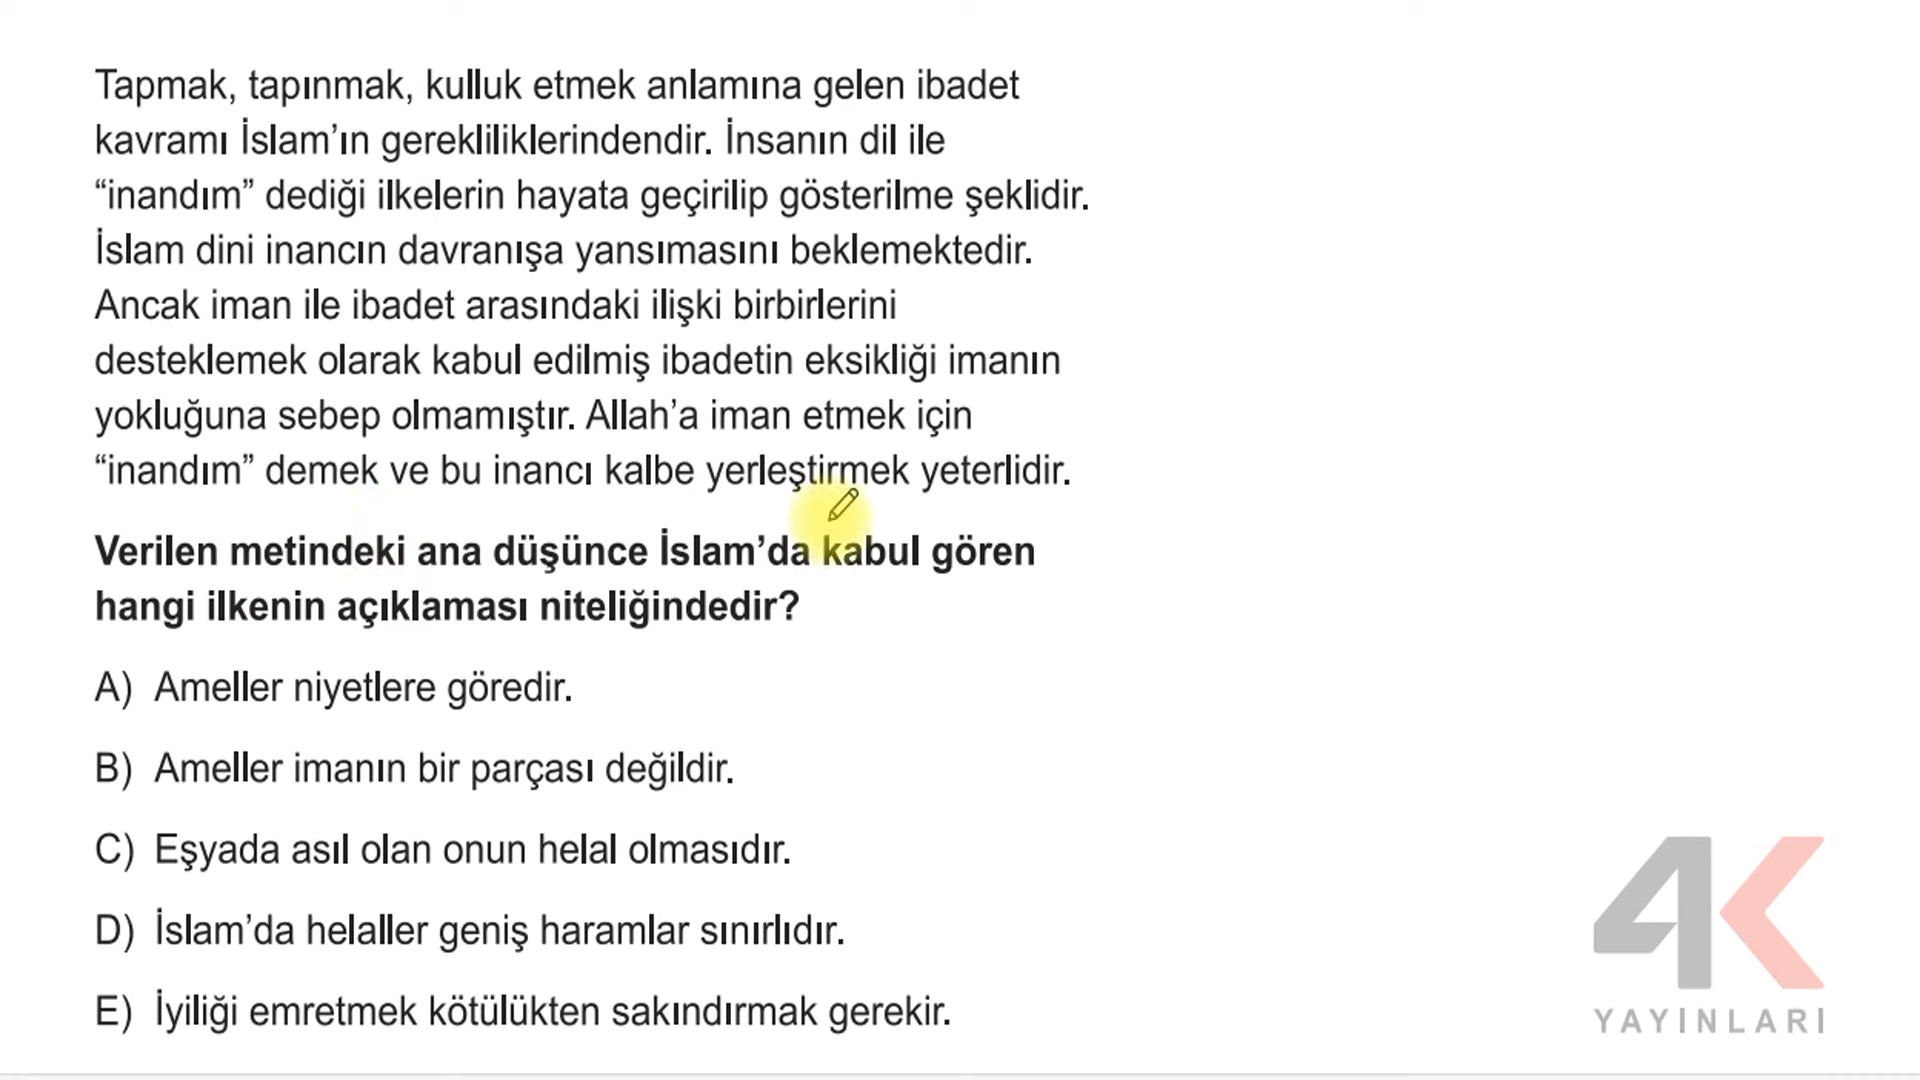 Tapmak, tapınmak, kulluk etmek anlamına gelen ibadet
kavramı İslam’ın gerekliliklerindendir. İnsanın dil ile
“inandım” dediği ilkelerin hayata geçirilip gösterilme şeklidir.
İslam dini inancın davranışa yansımasını beklemektedir.
Ancak iman ile ibadet arasındaki ilişki birbirlerini
desteklemek olarak kabul edilmiş ibadetin eksikliği imanın
yokluğuna sebep olmamıştır. Allah’a iman etmek için
“inandım” demek ve bu inancı kalbe yerleştirmek yeterlidir.
Verilen metindeki ana düşünce İslam’da kabul gören
hangi ilkenin açıklaması niteliğindedir?
A) Ameller niyetlere göredir.
B) Ameller imanın bir parçası değildir.
C) Eşyada asıl olan onun helal olmasıdır.
D) İslam’da helaller geniş haramlar sınırlıdır.
E) İyiliği emretmek kötülükten sakındırmak gerekir.
4K
YAYINLARI